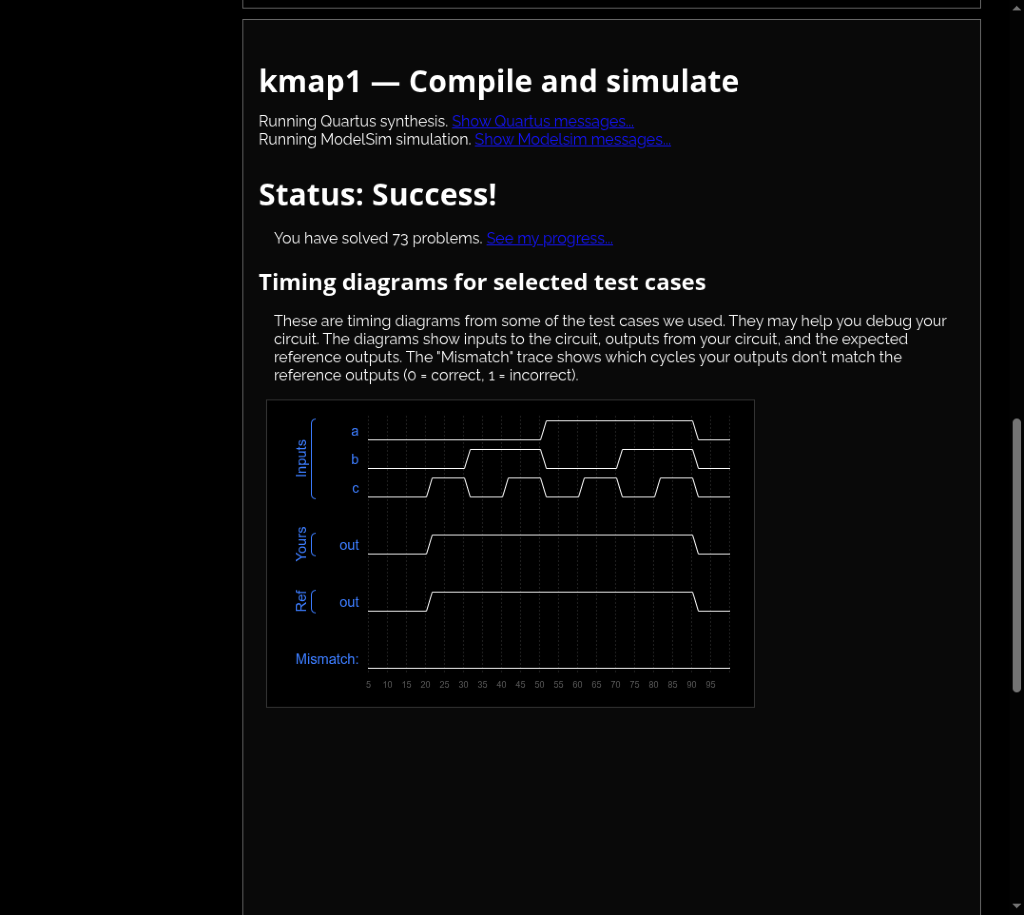 kmap1 — Compile and simulate
Running Quartus synthesis. Show Quartus messages...
Running ModelSim simulation. Show Modelsim messages...
Status: Success!
You have solved 73 problems. See my progress...
Timing diagrams for selected test cases
These are timing diagrams from some of the test cases we used. They may help you debug your
circuit. The diagrams show inputs to the circuit, outputs from your circuit, and the expected
reference outputs. The "Mismatch" trace shows which cycles your outputs don't match the
reference outputs (0 = correct, 1 = incorrect).
Inputs
a
b
c
Yours
out
Ref
out
Mismatch:
5 10 15 20 25 30 35 40 45 50 55 60 65 70 75 80 85 90 95